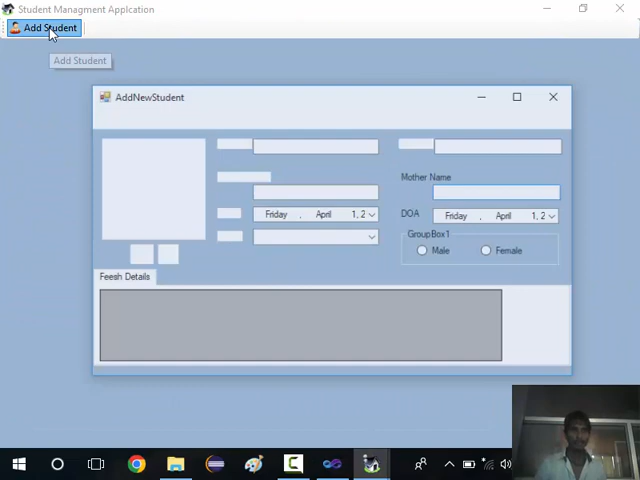 Student Managment Applcation
Add Student
Add Student
AddNewStudent
Mother Name
Friday , April 1, 2
DOA
Friday , April 1, 2
GroupBox1
Male
Female
Feesh Details